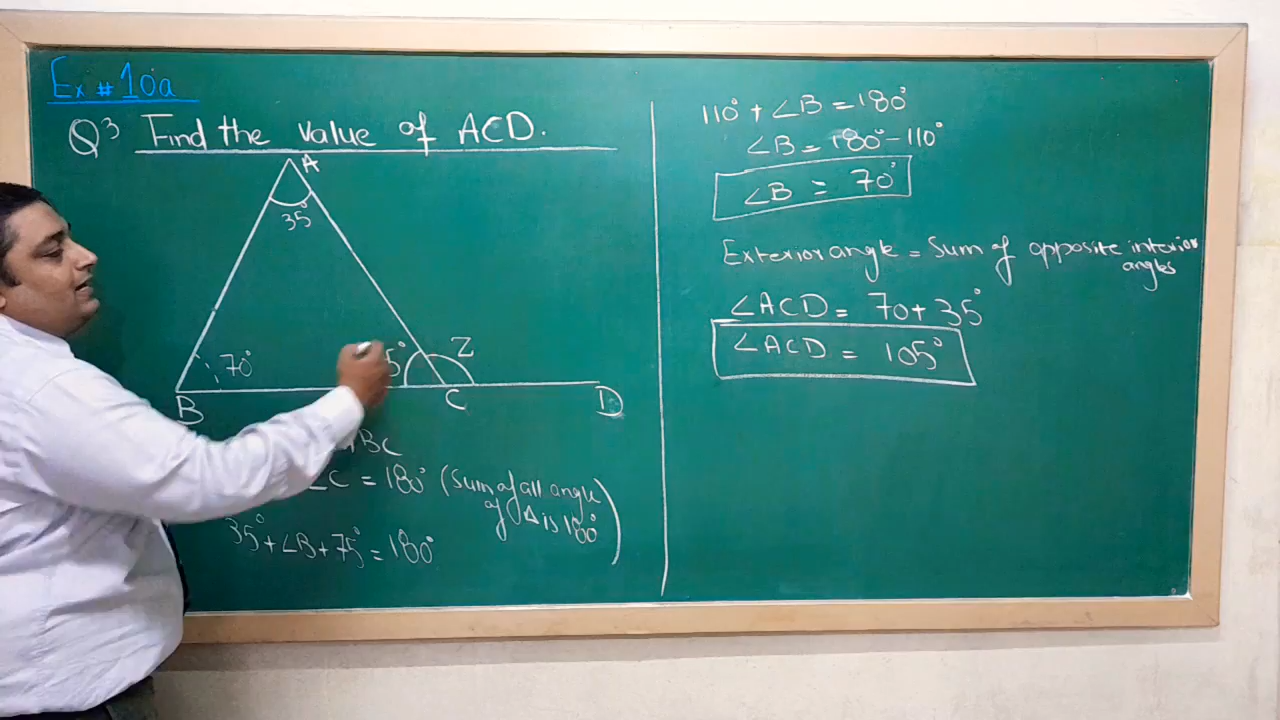 Ex # 10a
Q3 Find the value of ACD.
A
35°
70°
5°
Z
B
C
D
BC
∠C = 180° (Sum of all angle
of Δ is 180°)
35° + ∠B + 75° = 180°
110° + ∠B = 180°
∠B = 180° - 110°
∠B = 70°
Exterior angle = Sum of opposite interior
angles
∠ACD = 70 + 35°
∠ACD = 105°